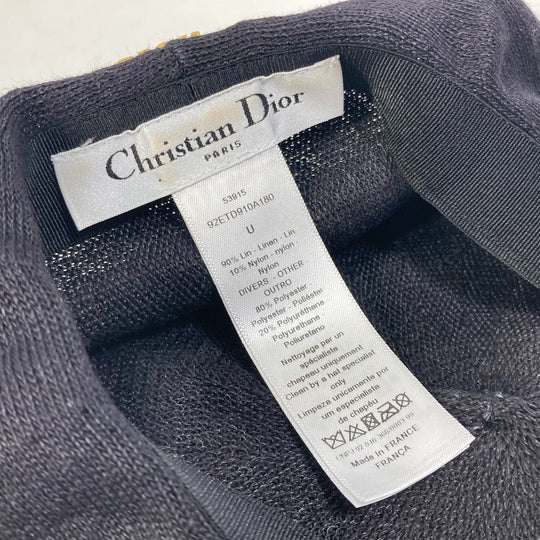 Christian Dior
PARIS
53915
92ETD910A180
U
90% Lin - Linen - Lin
10% Nylon - nylon
Nylon
DIVERS - OTHER
OUTRO
80% Polyester
Polyester - Poliéster
20% Polyuréthane
Polyurethane -
Poliuretano
Nettoyage par un
spécialiste
chapeau uniquement
Clean by a hat specialist
only
Limpeza unicamente por
um especialista
de chapéu
Made in FRANCE
FRANÇA